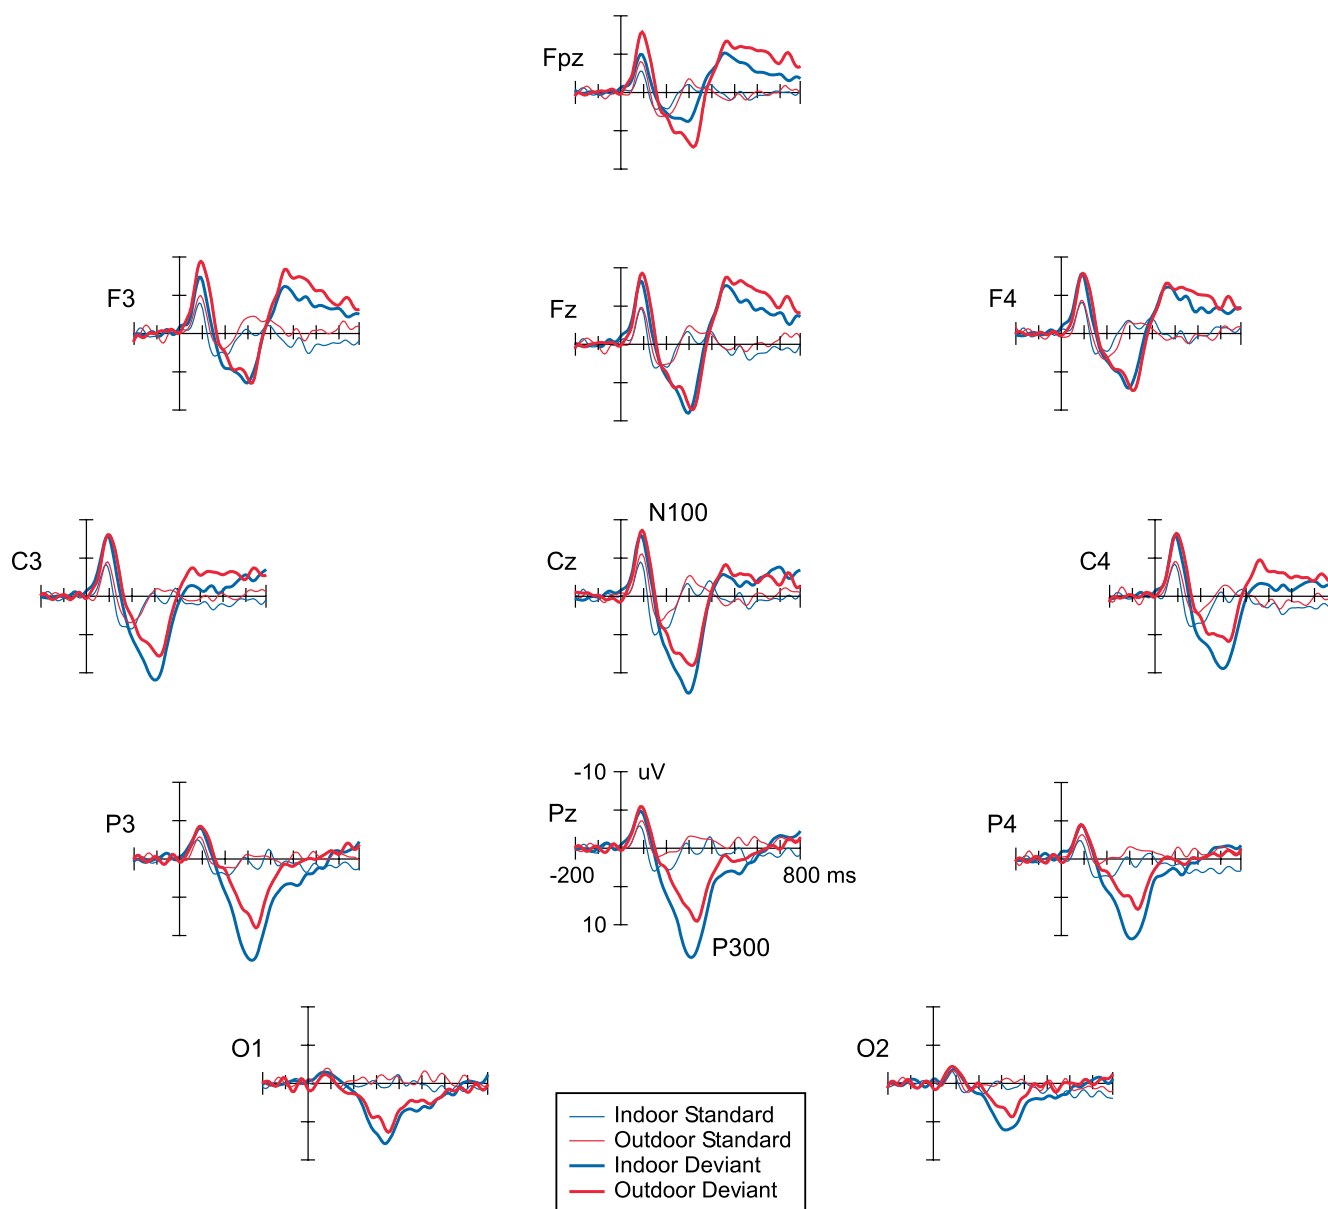 Fpz
F3
Fz
F4
N100
C3
Cz
C4
-10 uV
P3
Pz
P4
-200
800 ms
10
P300
O1
O2
Indoor Standard
Outdoor Standard
Indoor Deviant
Outdoor Deviant